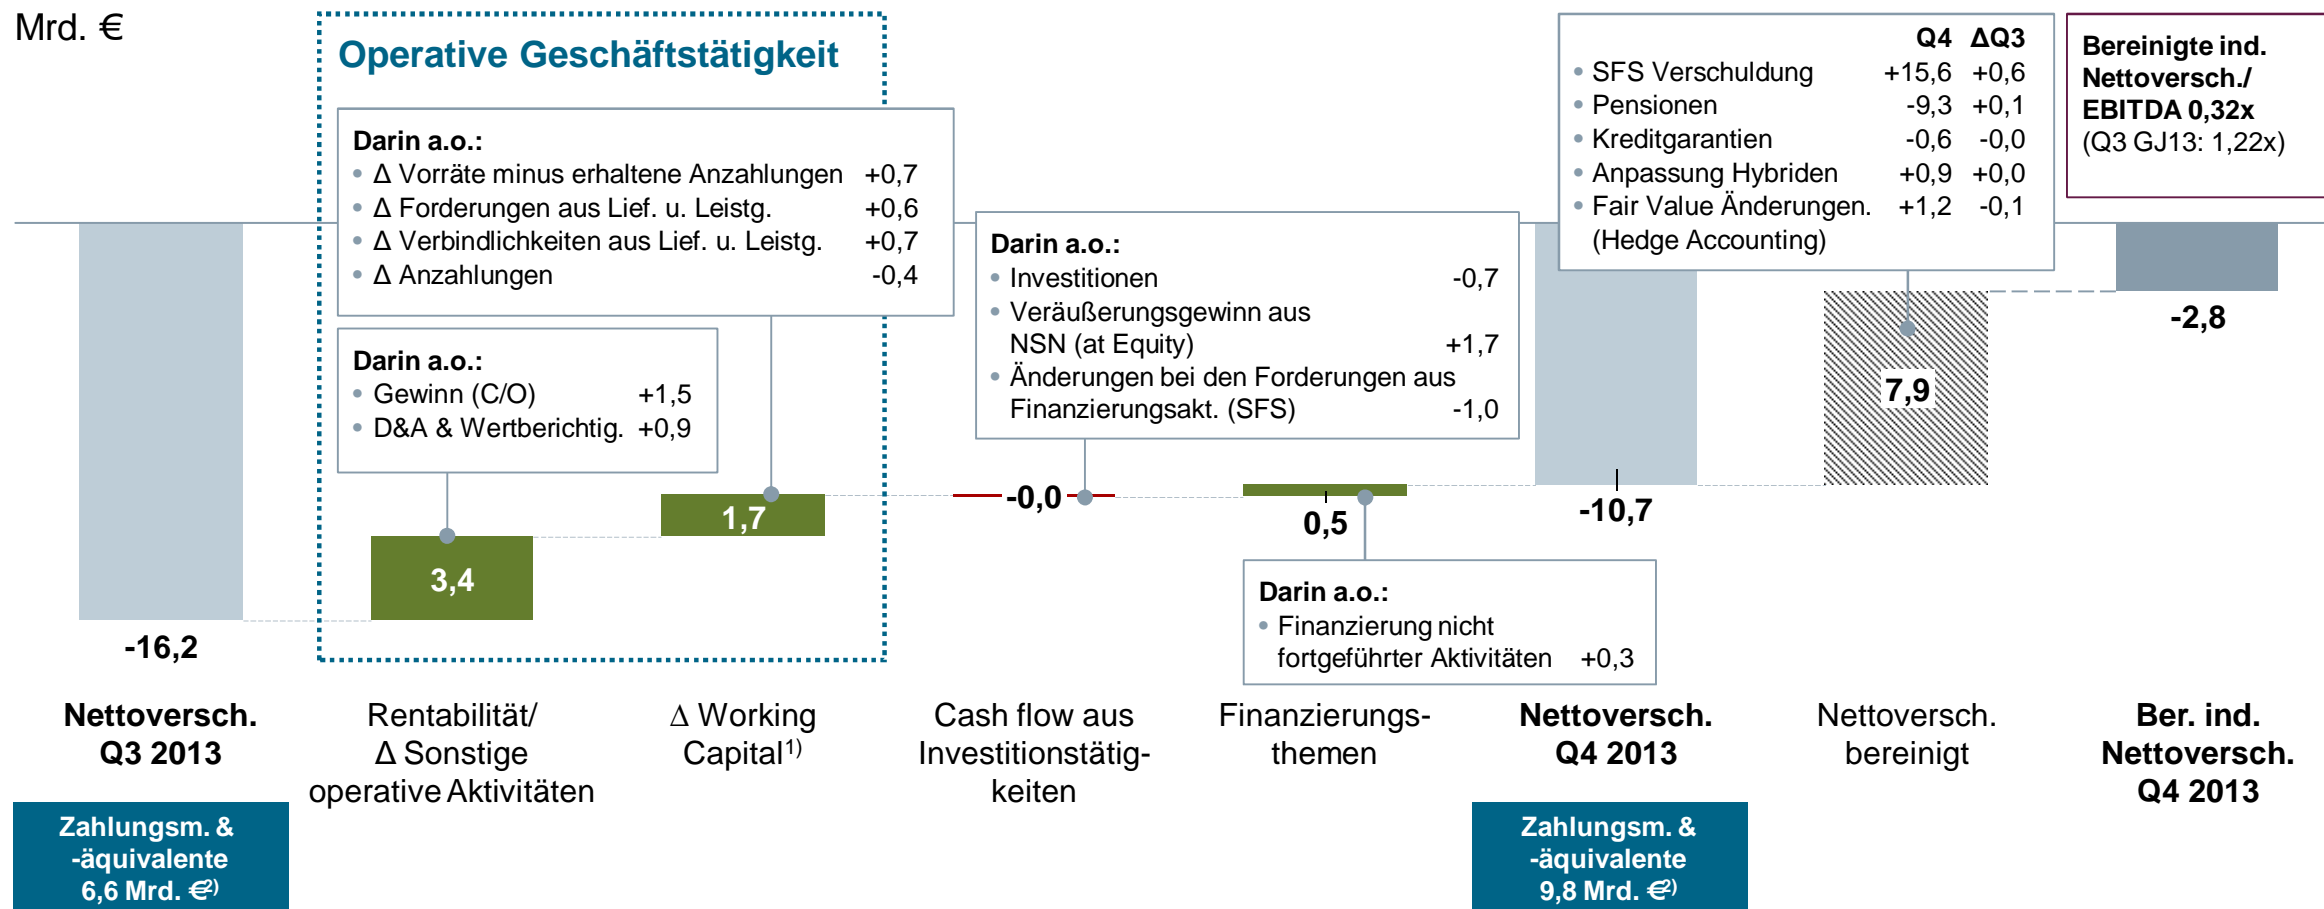 Mrd. €
Operative Geschäftstätigkeit
Darin a.o.:
• Δ Vorräte minus erhaltene Anzahlungen +0,7
• Δ Forderungen aus Lief. u. Leistg. +0,6
• Δ Verbindlichkeiten aus Lief. u. Leistg. +0,7
• Δ Anzahlungen -0,4
Darin a.o.:
• Gewinn (C/O) +1,5
• D&A & Wertberichtig. +0,9
Darin a.o.:
• Investitionen -0,7
• Veräußerungsgewinn aus
NSN (at Equity) +1,7
• Änderungen bei den Forderungen aus
Finanzierungsakt. (SFS) -1,0
Q4 ΔQ3
• SFS Verschuldung +15,6 +0,6
• Pensionen -9,3 +0,1
• Kreditgarantien -0,6 -0,0
• Anpassung Hybriden +0,9 +0,0
• Fair Value Änderungen. +1,2 -0,1
(Hedge Accounting)
Bereinigte ind.
Nettoversch./
EBITDA 0,32x
(Q3 GJ13: 1,22x)
-16,2
3,4
1,7
-0,0
0,5
-10,7
7,9
-2,8
Darin a.o.:
• Finanzierung nicht
fortgeführter Aktivitäten +0,3
Nettoversch.
Q3 2013
Rentabilität/
Δ Sonstige
operative Aktivitäten
Δ Working
Capital1)
Cash flow aus
Investitionstätig-
keiten
Finanzierungs-
themen
Nettoversch.
Q4 2013
Nettoversch.
bereinigt
Ber. ind.
Nettoversch.
Q4 2013
Zahlungsm. &
-äquivalente
6,6 Mrd. €2)
Zahlungsm. &
-äquivalente
9,8 Mrd. €2)